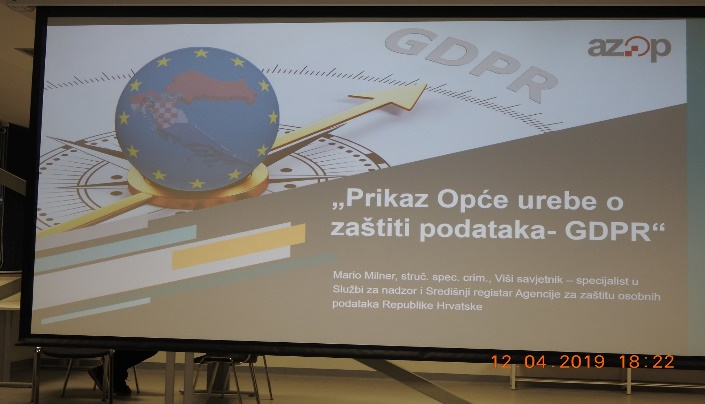 GDPR
azop
„Prikaz Opće urebe o
zaštiti podataka- GDPR“
Mario Milner, struč. spec. crim., Viši savjetnik – specijalist u
Službi za nadzor i Središnji registar Agencije za zaštitu osobnih
podataka Republike Hrvatske
12 04 2019 18:22